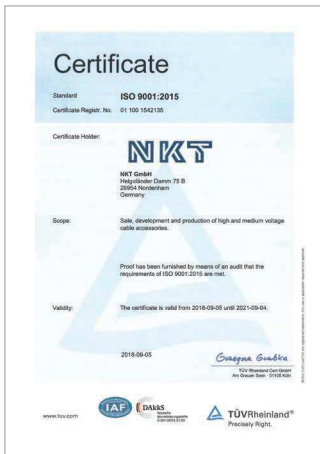 Certificate
Standard ISO 9001:2015
Certificate Registr. No. 01 100 1542135
Certificate Holder:
NKT
NKT GmbH
Helgoländer Damm 75 B
26954 Nordenham
Germany
Scope: Sale, development and production of high and medium voltage
cable accessories.
Proof has been furnished by means of an audit that the
requirements of ISO 9001:2015 are met.
Validity: The certificate is valid from 2018-09-05 until 2021-09-04.
2018-09-05
TÜV Rheinland Cert GmbH
Am Grauen Stein · 51105 Köln
www.tuv.com
IAF
DAkkS
Deutsche
Akkreditierungsstelle
TÜVRheinland®
Precisely Right.